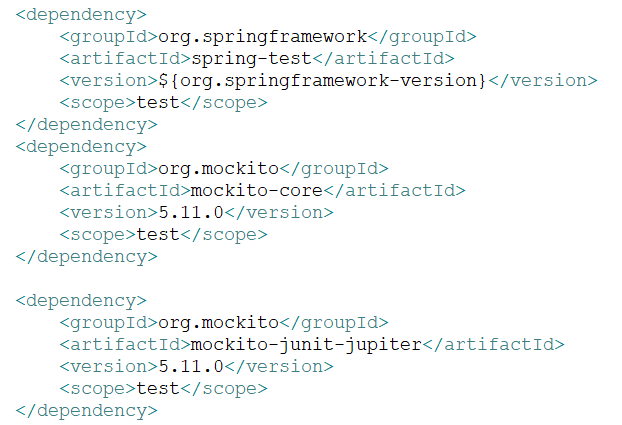 <dependency>
    <groupId>org.springframework</groupId>
    <artifactId>spring-test</artifactId>
    <version>${org.springframework-version}</version>
    <scope>test</scope>
</dependency>
<dependency>
    <groupId>org.mockito</groupId>
    <artifactId>mockito-core</artifactId>
    <version>5.11.0</version>
    <scope>test</scope>
</dependency>

<dependency>
    <groupId>org.mockito</groupId>
    <artifactId>mockito-junit-jupiter</artifactId>
    <version>5.11.0</version>
    <scope>test</scope>
</dependency>